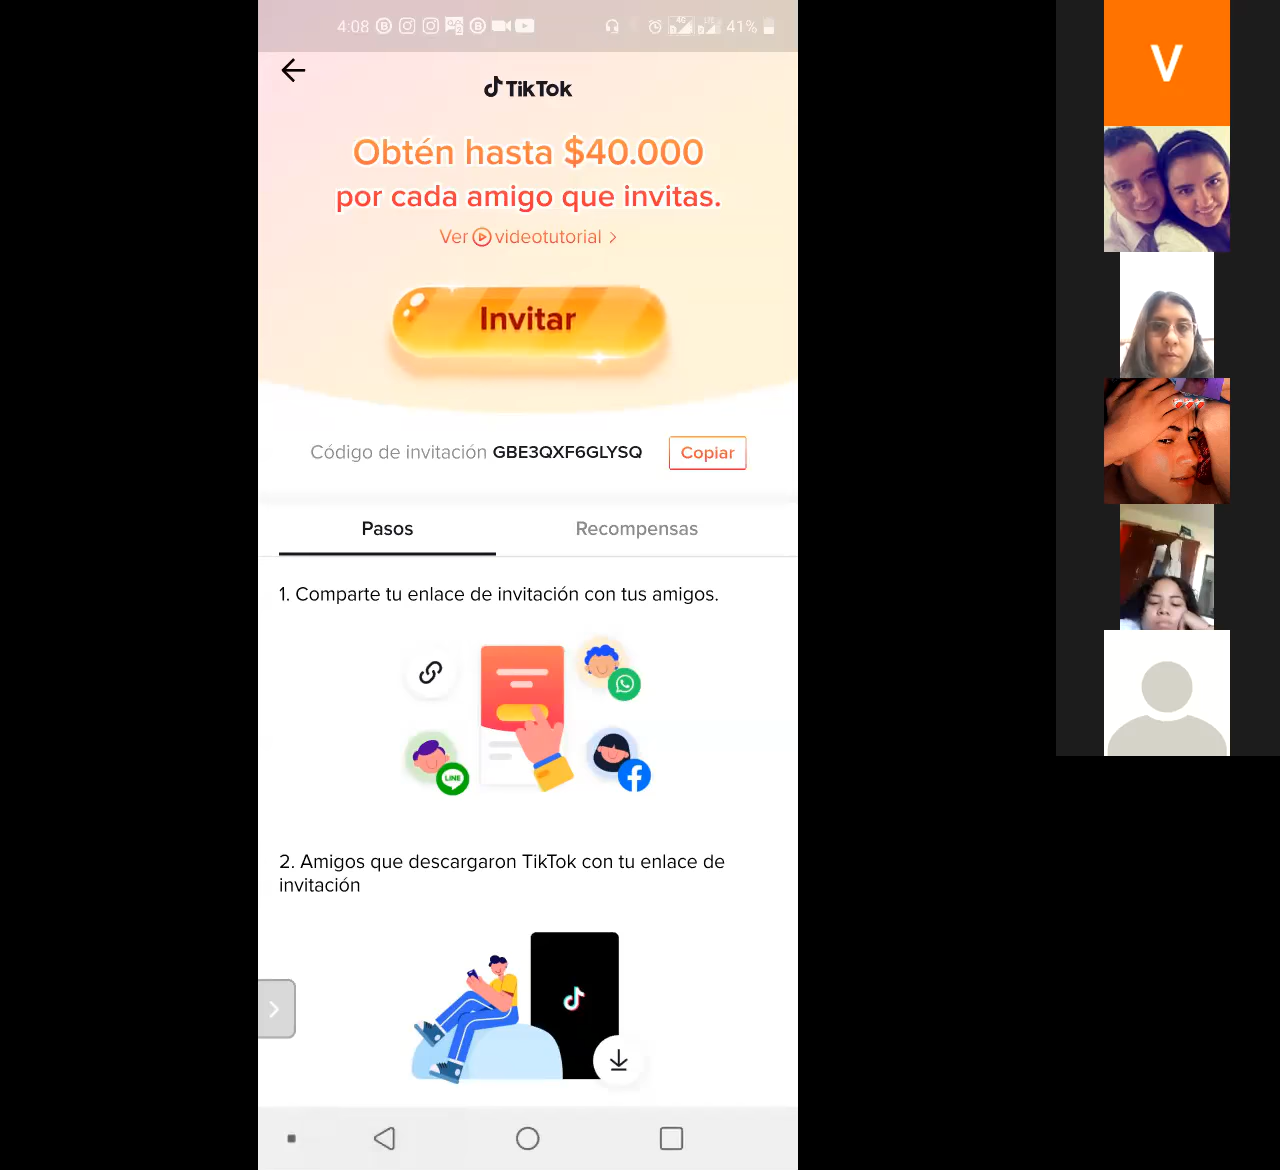 4:08
4G
LTE
41%
TikTok
Obtén hasta $40.000
por cada amigo que invitas.
Ver videotutorial >
Invitar
Código de invitación GBE3QXF6GLYSQ Copiar
Pasos Recompensas
1. Comparte tu enlace de invitación con tus amigos.
LINE
2. Amigos que descargaron TikTok con tu enlace de
invitación
V